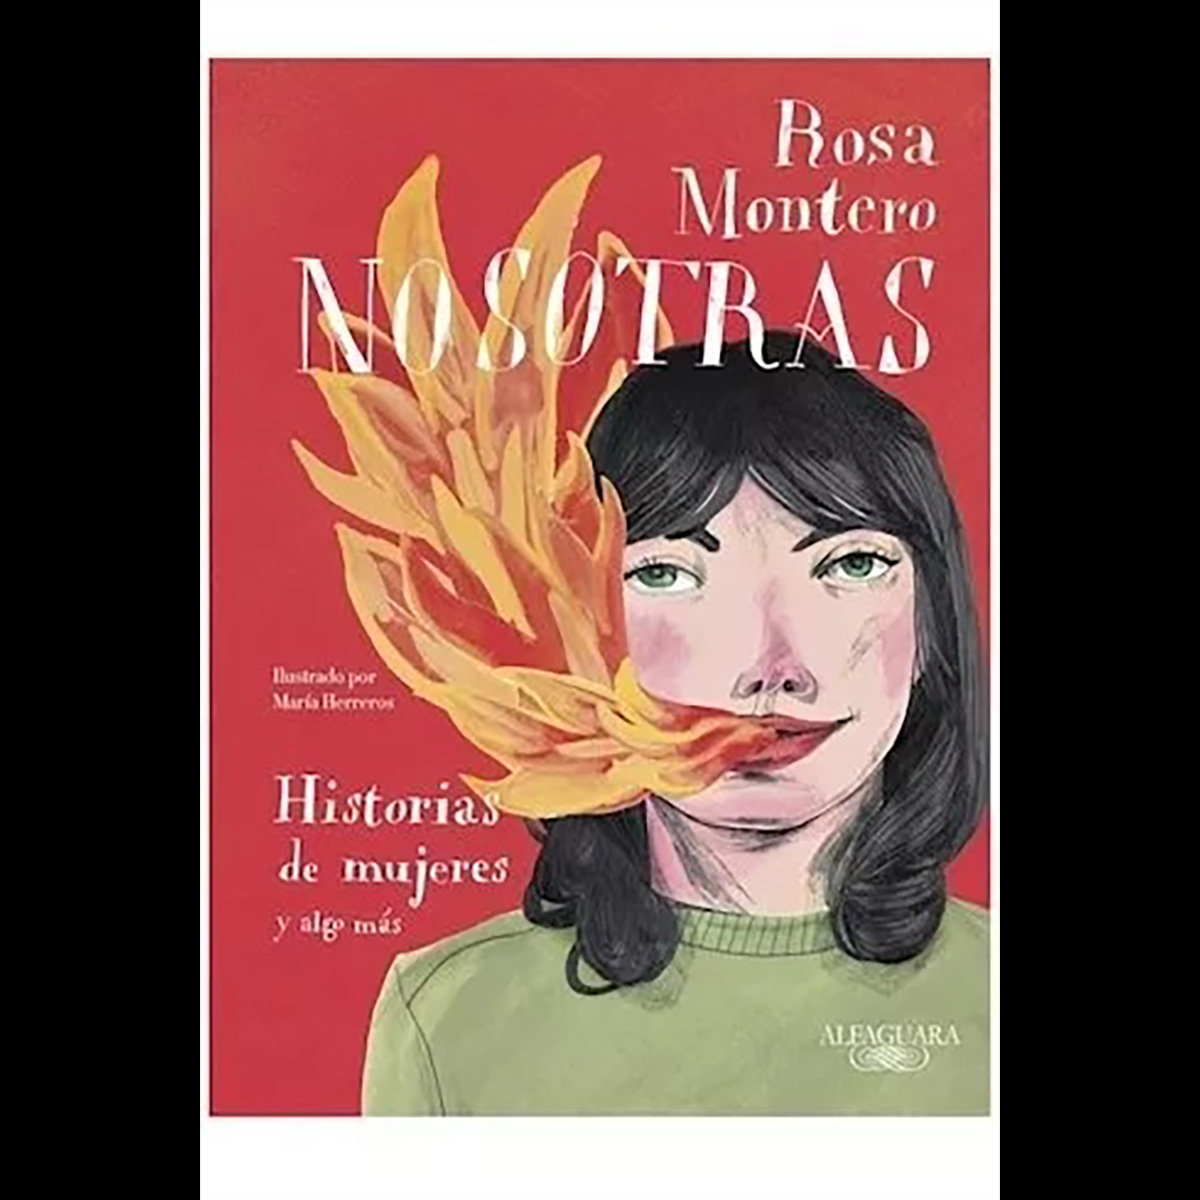 Rosa
Montero
NOSOTRAS
Ilustrado por
María Herreros
Historias
de mujeres
y algo más
ALFAGUARA